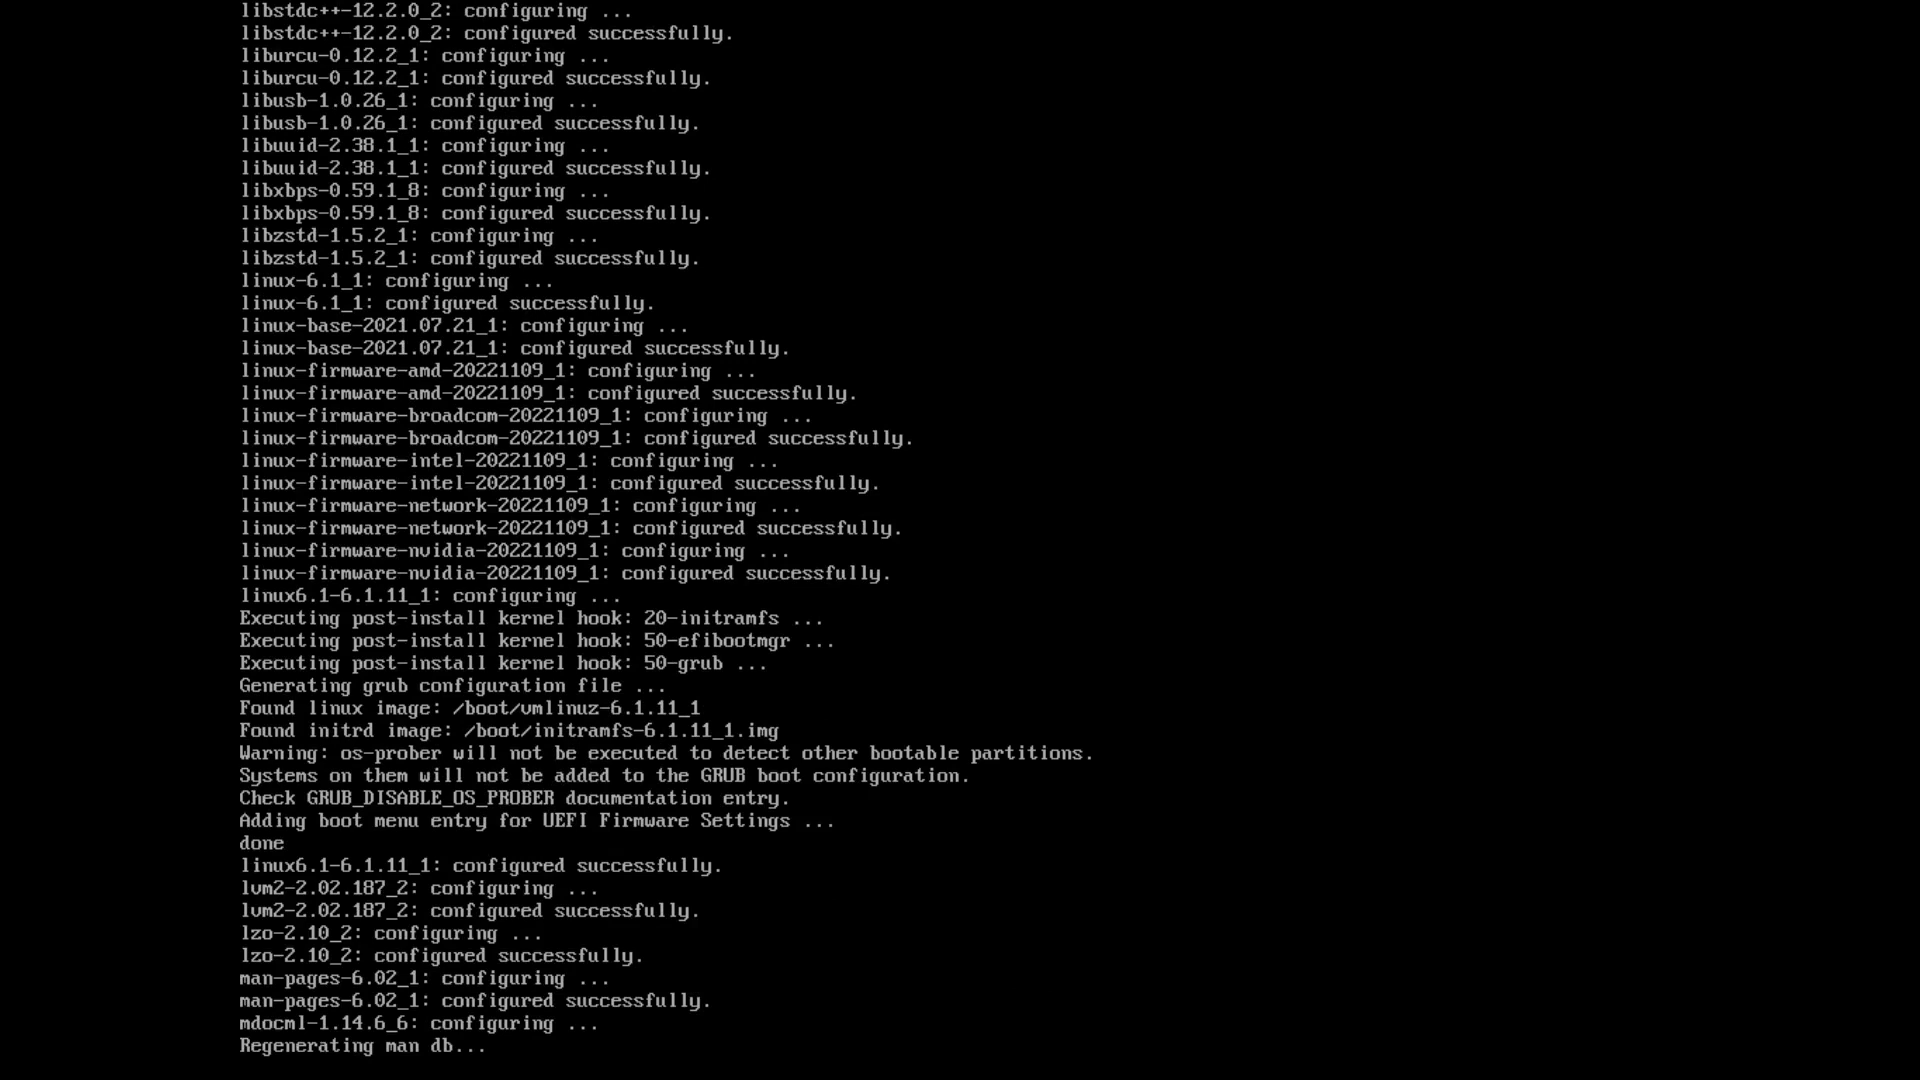 libstdc++-12.2.0_2: configuring ...
libstdc++-12.2.0_2: configured successfully.
liburcu-0.12.2_1: configuring ...
liburcu-0.12.2_1: configured successfully.
libusb-1.0.26_1: configuring ...
libusb-1.0.26_1: configured successfully.
libuuid-2.38.1_1: configuring ...
libuuid-2.38.1_1: configured successfully.
libxbps-0.59.1_8: configuring ...
libxbps-0.59.1_8: configured successfully.
libzstd-1.5.2_1: configuring ...
libzstd-1.5.2_1: configured successfully.
linux-6.1_1: configuring ...
linux-6.1_1: configured successfully.
linux-base-2021.07.21_1: configuring ...
linux-base-2021.07.21_1: configured successfully.
linux-firmware-amd-20221109_1: configuring ...
linux-firmware-amd-20221109_1: configured successfully.
linux-firmware-broadcom-20221109_1: configuring ...
linux-firmware-broadcom-20221109_1: configured successfully.
linux-firmware-intel-20221109_1: configuring ...
linux-firmware-intel-20221109_1: configured successfully.
linux-firmware-network-20221109_1: configuring ...
linux-firmware-network-20221109_1: configured successfully.
linux-firmware-nvidia-20221109_1: configuring ...
linux-firmware-nvidia-20221109_1: configured successfully.
linux6.1-6.1.11_1: configuring ...
Executing post-install kernel hook: 20-initramfs ...
Executing post-install kernel hook: 50-efibootmgr ...
Executing post-install kernel hook: 50-grub ...
Generating grub configuration file ...
Found linux image: /boot/vmlinuz-6.1.11_1
Found initrd image: /boot/initramfs-6.1.11_1.img
Warning: os-prober will not be executed to detect other bootable partitions.
Systems on them will not be added to the GRUB boot configuration.
Check GRUB_DISABLE_OS_PROBER documentation entry.
Adding boot menu entry for UEFI Firmware Settings ...
done
linux6.1-6.1.11_1: configured successfully.
lvm2-2.02.187_2: configuring ...
lvm2-2.02.187_2: configured successfully.
lzo-2.10_2: configuring ...
lzo-2.10_2: configured successfully.
man-pages-6.02_1: configuring ...
man-pages-6.02_1: configured successfully.
mdocml-1.14.6_6: configuring ...
Regenerating man db...